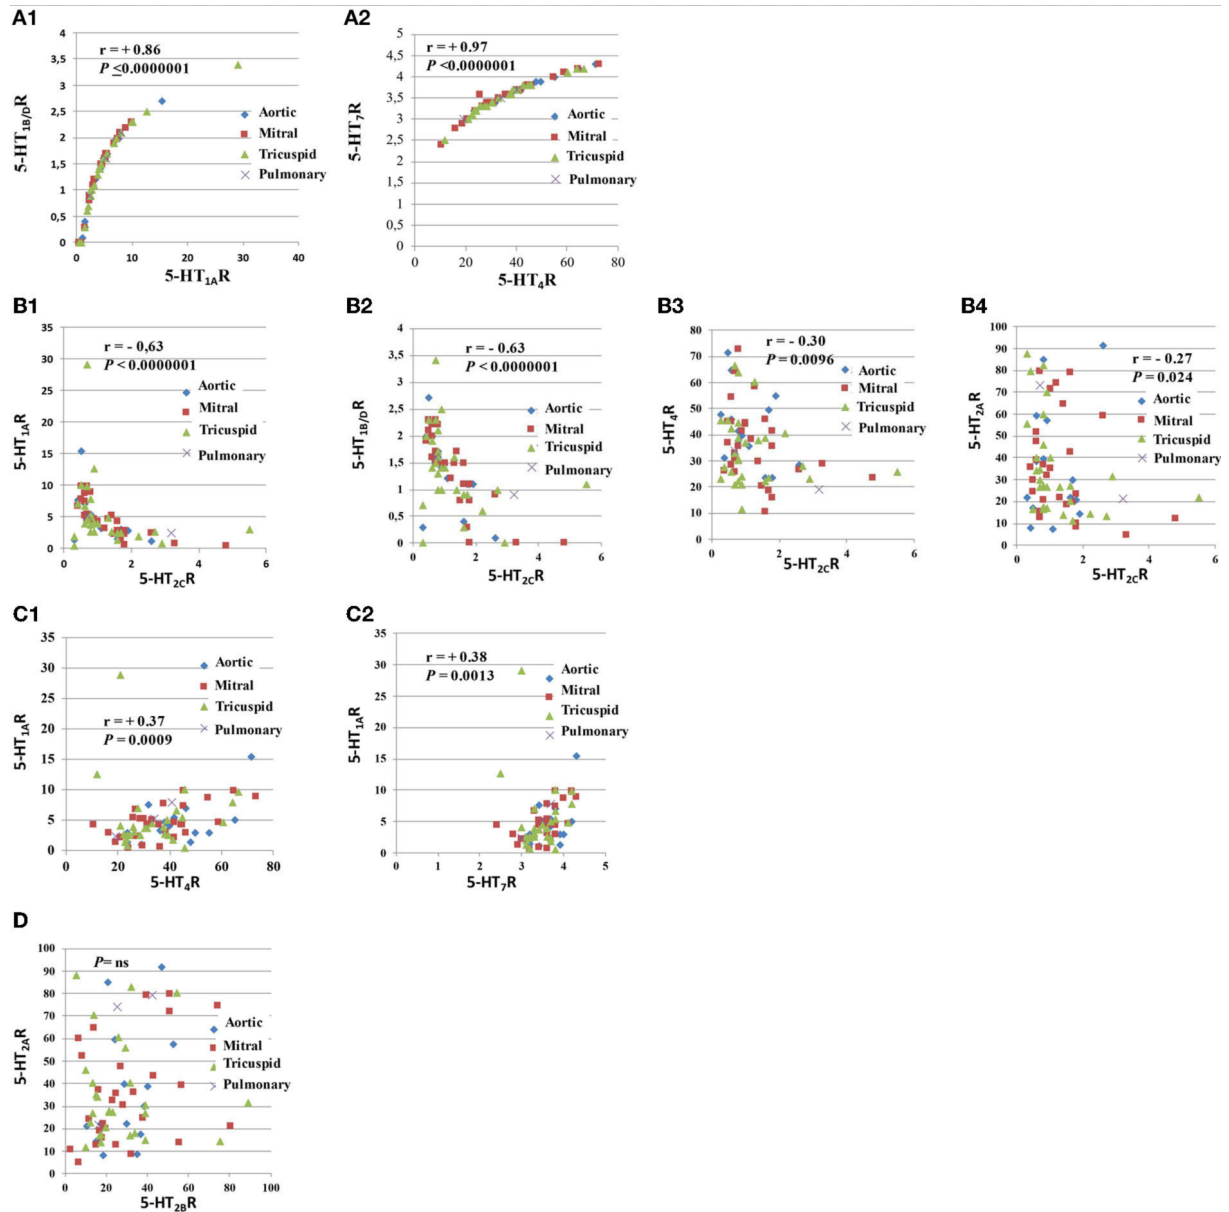 A1
r = + 0.86
P ≤0.0000001
4
3,5
3
2,5
2
1,5
1
0,5
0
0 10 20 30 40
5-HT1B/DR
5-HT1AR
Aortic
Mitral
Tricuspid
Pulmonary
A2
r = + 0.97
P <0.0000001
5
4,5
4
3,5
3
2,5
2
1,5
1
0,5
0
0 20 40 60 80
5-HT7R
5-HT4R
Aortic
Mitral
Tricuspid
Pulmonary
B1
r = - 0,63
P < 0.0000001
35
30
25
20
15
10
5
0
0 2 4 6
5-HT1AR
5-HT2CR
Aortic
Mitral
Tricuspid
Pulmonary
B2
r = - 0.63
P < 0.0000001
4
3,5
3
2,5
2
1,5
1
0,5
0
0 2 4 6
5-HT1B/DR
5-HT2CR
Aortic
Mitral
Tricuspid
Pulmonary
B3
r = - 0.30
P = 0.0096
80
70
60
50
40
30
20
10
0
0 2 4 6
5-HT4R
5-HT2CR
Aortic
Mitral
Tricuspid
Pulmonary
B4
r = - 0.27
P = 0.024
100
90
80
70
60
50
40
30
20
10
0
0 2 4 6
5-HT2AR
5-HT2CR
Aortic
Mitral
Tricuspid
Pulmonary
C1
r = + 0.37
P = 0.0009
35
30
25
20
15
10
5
0
0 20 40 60 80
5-HT1AR
5-HT4R
Aortic
Mitral
Tricuspid
Pulmonary
C2
r = + 0.38
P = 0.0013
35
30
25
20
15
10
5
0
0 1 2 3 4 5
5-HT1AR
5-HT7R
Aortic
Mitral
Tricuspid
Pulmonary
D
P= ns
100
90
80
70
60
50
40
30
20
10
0
0 20 40 60 80 100
5-HT2AR
5-HT2BR
Aortic
Mitral
Tricuspid
Pulmonary